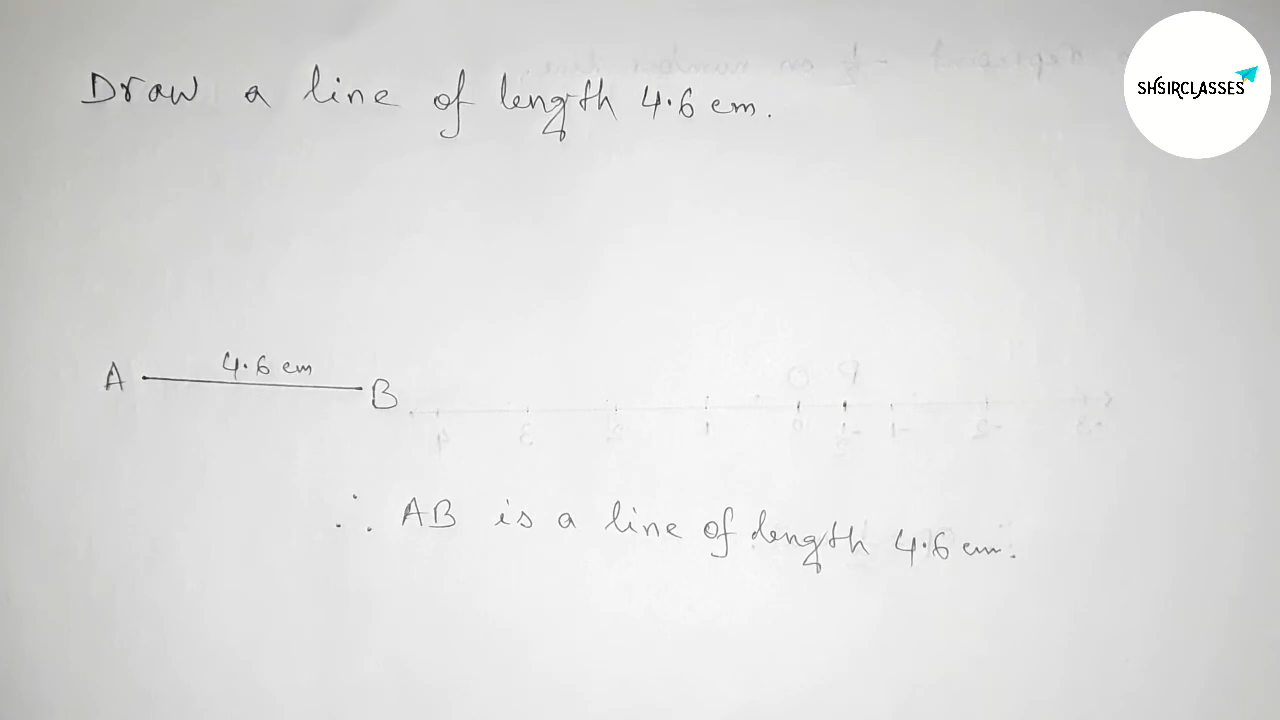 Draw a line of length 4.6 cm.
SHSIRCLASSES
4.6 cm
A B
∴ AB is a line of length 4.6 cm.